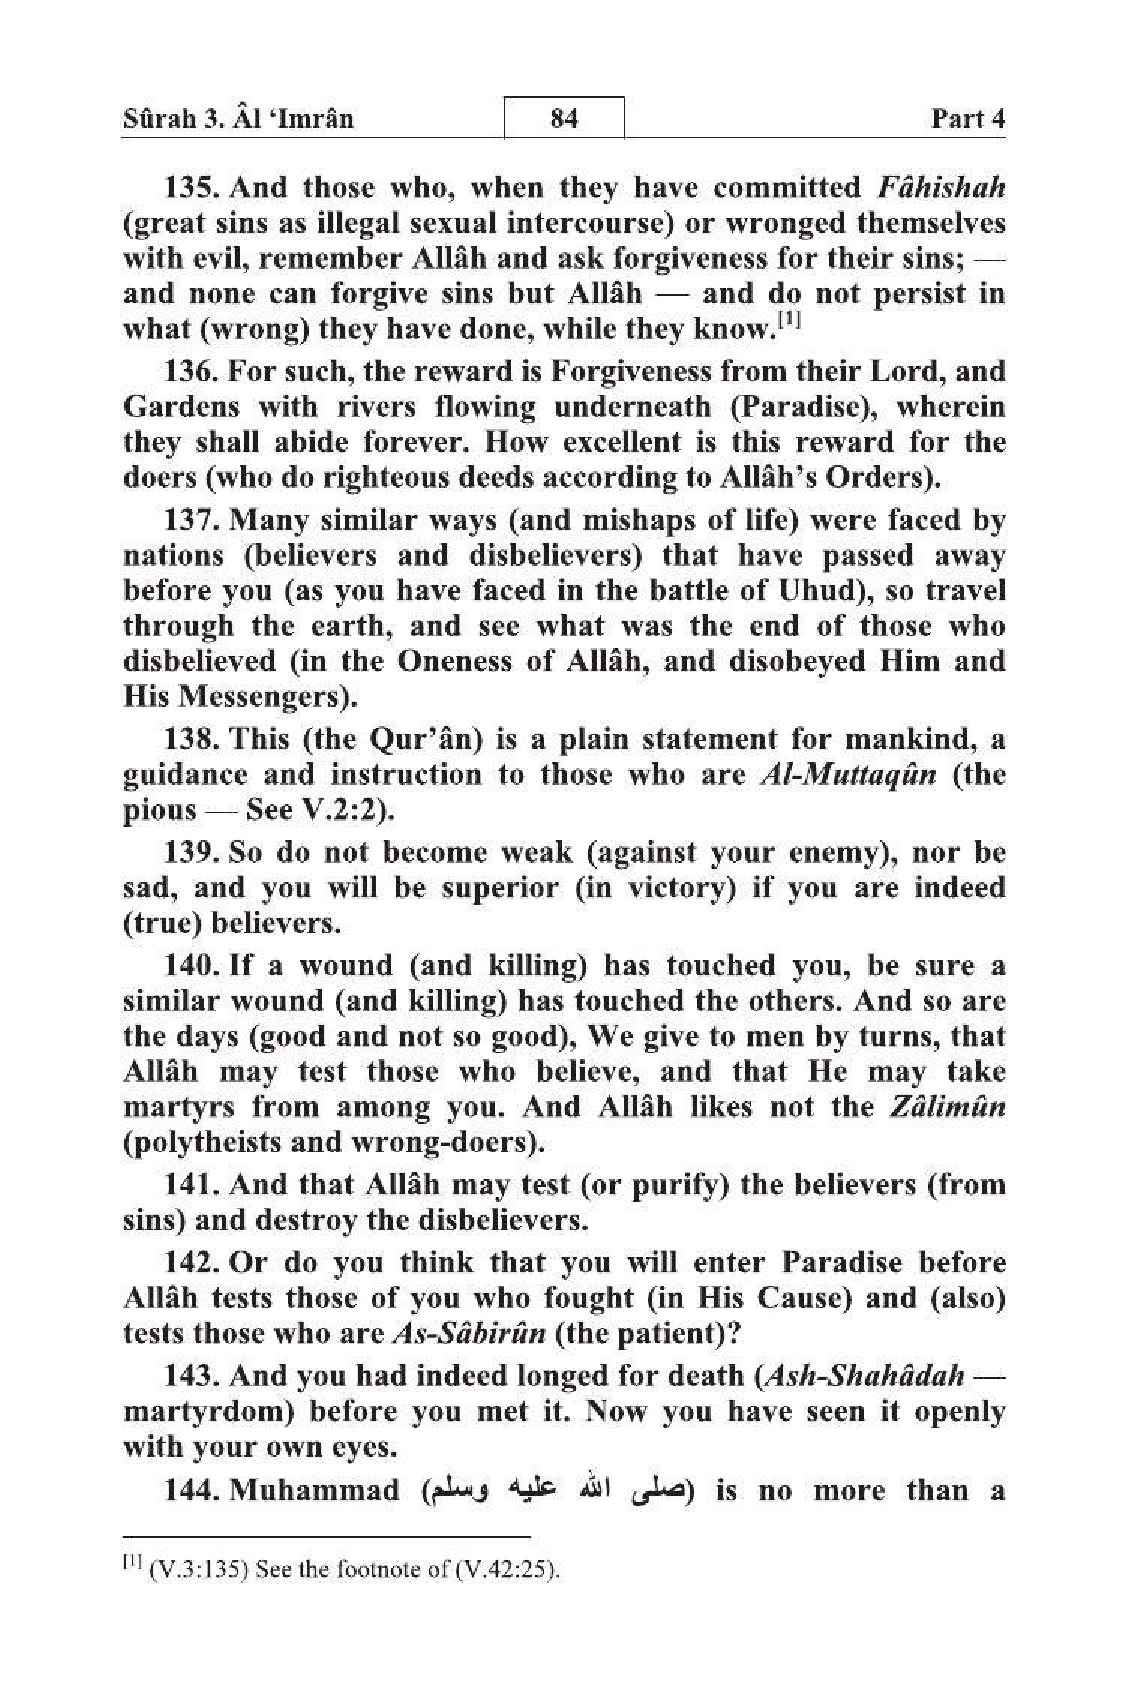 Sûrah 3. Âl ‘Imrân 84 Part 4
135. And those who, when they have committed Fâhishah
(great sins as illegal sexual intercourse) or wronged themselves
with evil, remember Allâh and ask forgiveness for their sins; —
and none can forgive sins but Allâh — and do not persist in
what (wrong) they have done, while they know.[1]
136. For such, the reward is Forgiveness from their Lord, and
Gardens with rivers flowing underneath (Paradise), wherein
they shall abide forever. How excellent is this reward for the
doers (who do righteous deeds according to Allâh’s Orders).
137. Many similar ways (and mishaps of life) were faced by
nations (believers and disbelievers) that have passed away
before you (as you have faced in the battle of Uhud), so travel
through the earth, and see what was the end of those who
disbelieved (in the Oneness of Allâh, and disobeyed Him and
His Messengers).
138. This (the Qur’ân) is a plain statement for mankind, a
guidance and instruction to those who are Al-Muttaqûn (the
pious — See V.2:2).
139. So do not become weak (against your enemy), nor be
sad, and you will be superior (in victory) if you are indeed
(true) believers.
140. If a wound (and killing) has touched you, be sure a
similar wound (and killing) has touched the others. And so are
the days (good and not so good), We give to men by turns, that
Allâh may test those who believe, and that He may take
martyrs from among you. And Allâh likes not the Zâlimûn
(polytheists and wrong-doers).
141. And that Allâh may test (or purify) the believers (from
sins) and destroy the disbelievers.
142. Or do you think that you will enter Paradise before
Allâh tests those of you who fought (in His Cause) and (also)
tests those who are As-Sâbirûn (the patient)?
143. And you had indeed longed for death (Ash-Shahâdah —
martyrdom) before you met it. Now you have seen it openly
with your own eyes.
144. Muhammad (صلى الله عليه وسلم) is no more than a
[1] (V.3:135) See the footnote of (V.42:25).